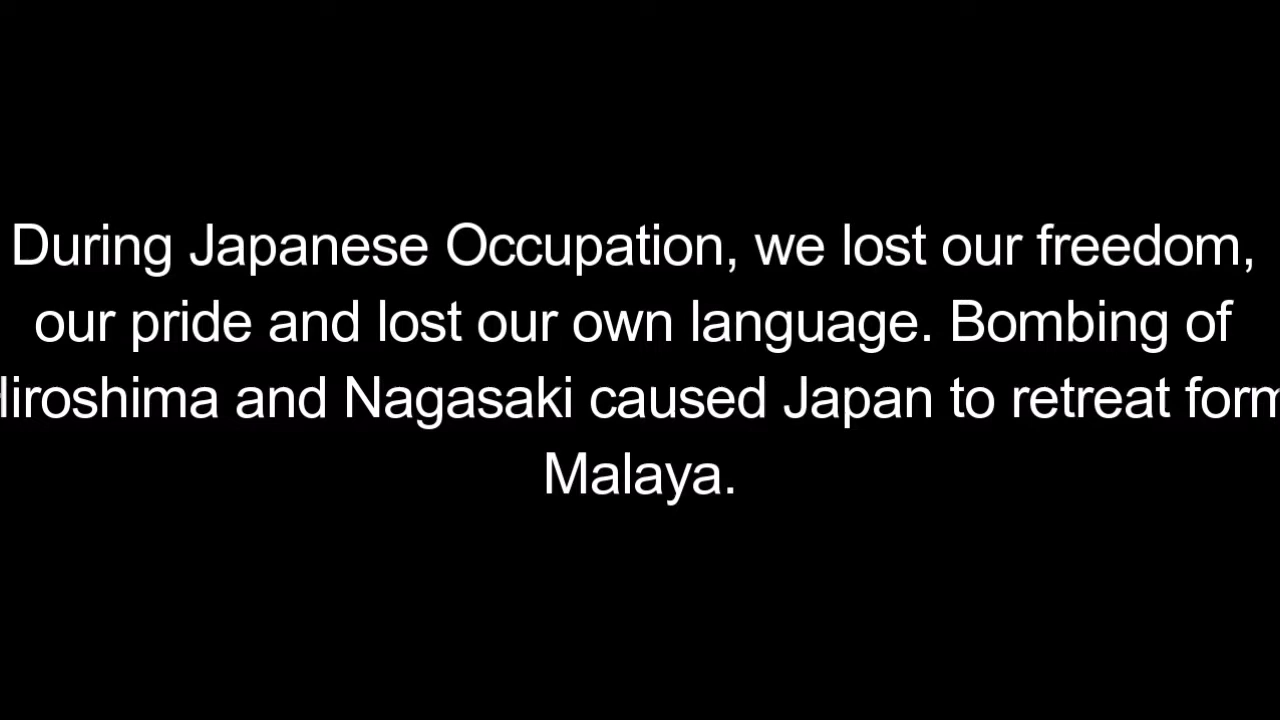 During Japanese Occupation, we lost our freedom,
our pride and lost our own language. Bombing of
Hiroshima and Nagasaki caused Japan to retreat form
Malaya.